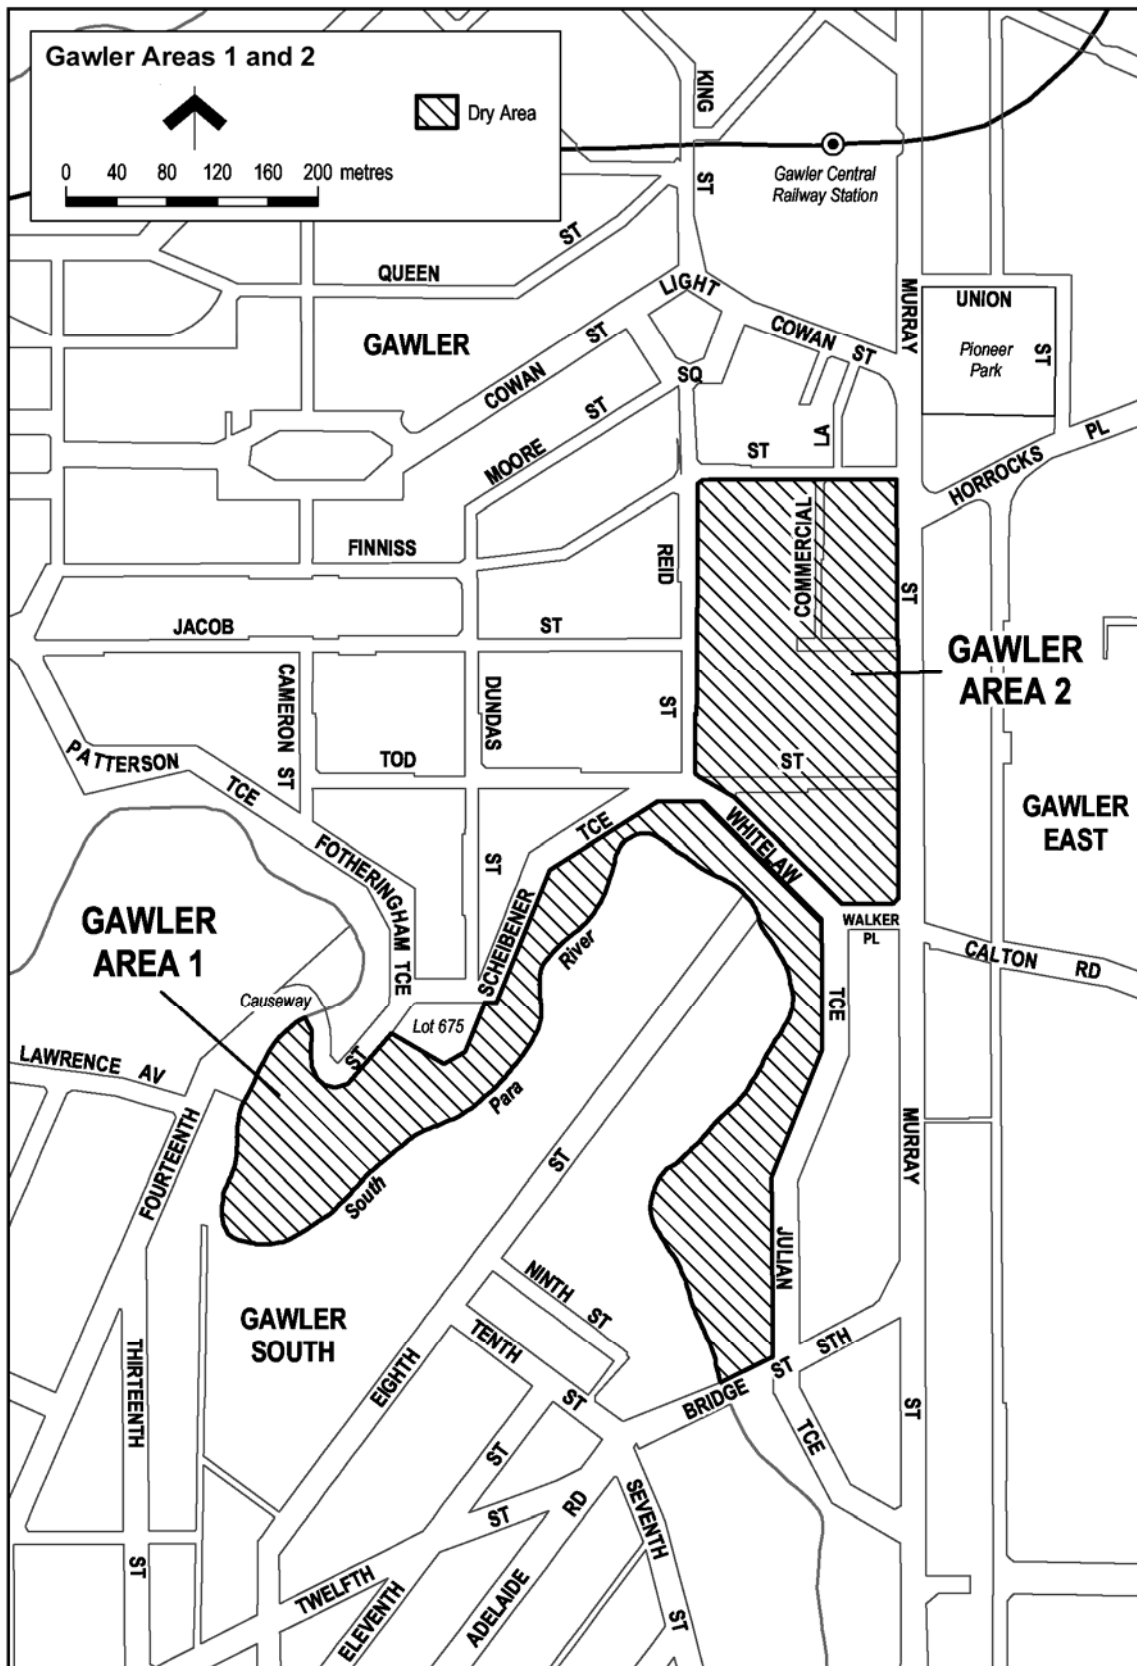 Gawler Areas 1 and 2
Dry Area
0 40 80 120 160 200 metres
KING
ST
Gawler Central
Railway Station
QUEEN
ST
LIGHT
SQ
MURRAY
UNION
ST
Pioneer
Park
GAWLER
COWAN
ST
COWAN
ST
MOORE
ST
LA
ST
HORROCKS
PL
FINNISS
REID
COMMERCIAL
ST
JACOB
ST
GAWLER
AREA 2
CAMERON ST
DUNDAS
ST
PATTERSON
TCE
TOD
ST
GAWLER
EAST
FOTHERINGHAM TCE
ST
SCHEIBENER
TCE
WHITELAW
TCE
WALKER
PL
CALTON
RD
GAWLER
AREA 1
River
Causeway
Lot 675
ST
LAWRENCE
AV
Para
South
FOURTEENTH
ST
MURRAY
JULIAN
NINTH
ST
GAWLER
SOUTH
TENTH
ST
THIRTEENTH
EIGHTH
BRIDGE
ST
STH
TCE
ST
ST
ST
RD
SEVENTH
ST
TWELFTH
ELEVENTH
ADELAIDE
ST